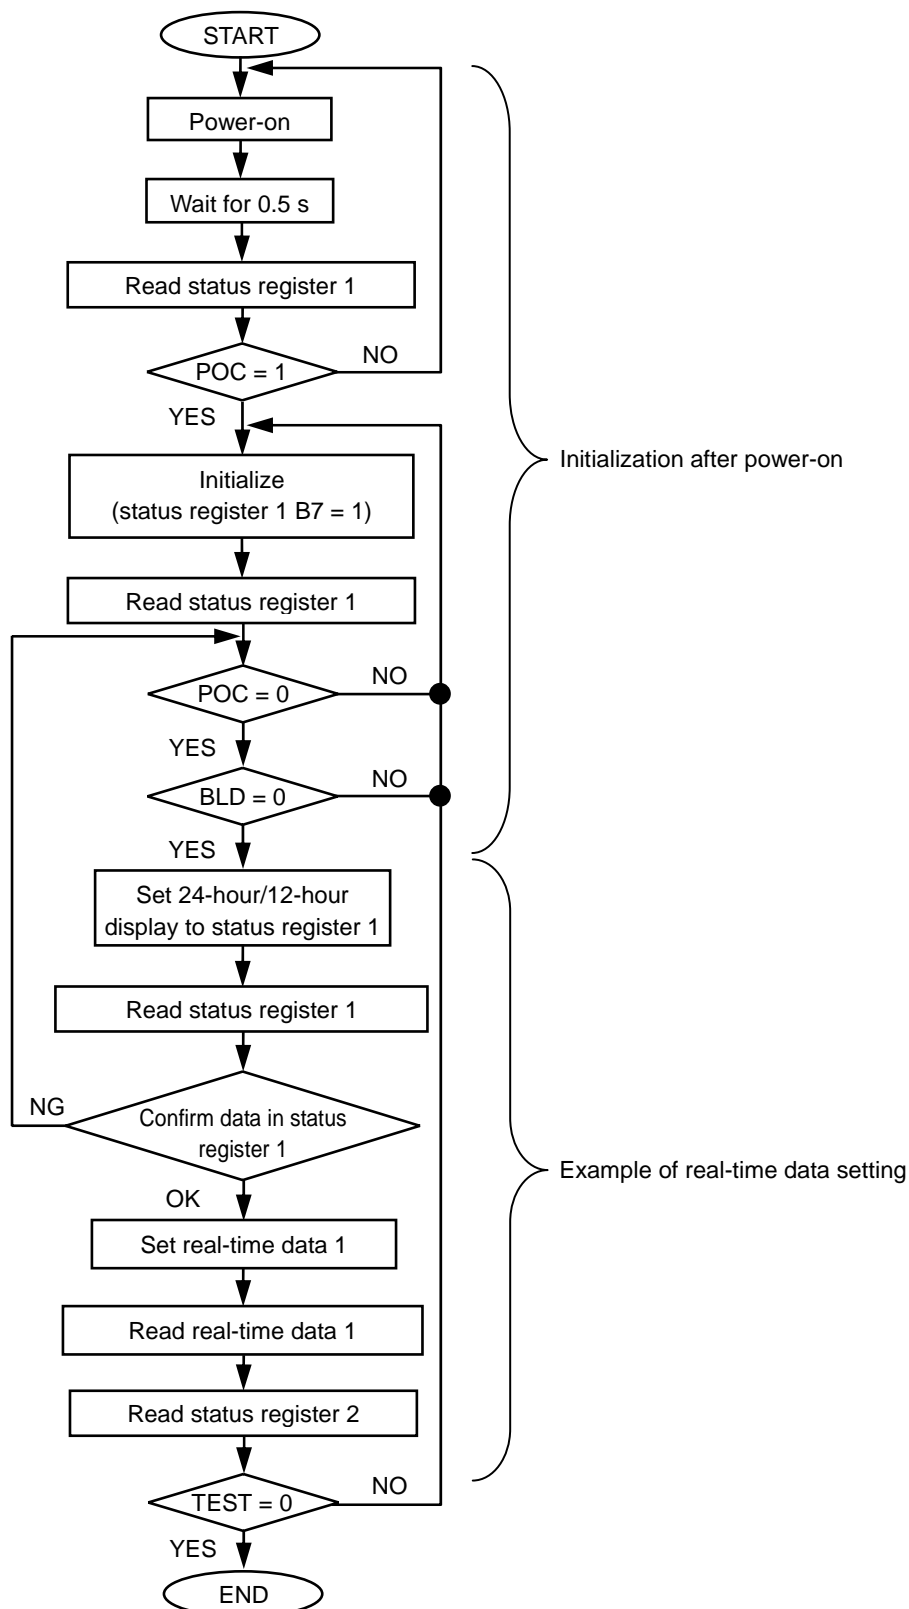 START
Power-on
Wait for 0.5 s
Read status register 1
POC = 1
NO
YES
Initialize
(status register 1 B7 = 1)
Initialization after power-on
Read status register 1
POC = 0
NO
YES
BLD = 0
NO
YES
Set 24-hour/12-hour
display to status register 1
Read status register 1
NG
Confirm data in status
register 1
Example of real-time data setting
OK
Set real-time data 1
Read real-time data 1
Read status register 2
TEST = 0
NO
YES
END